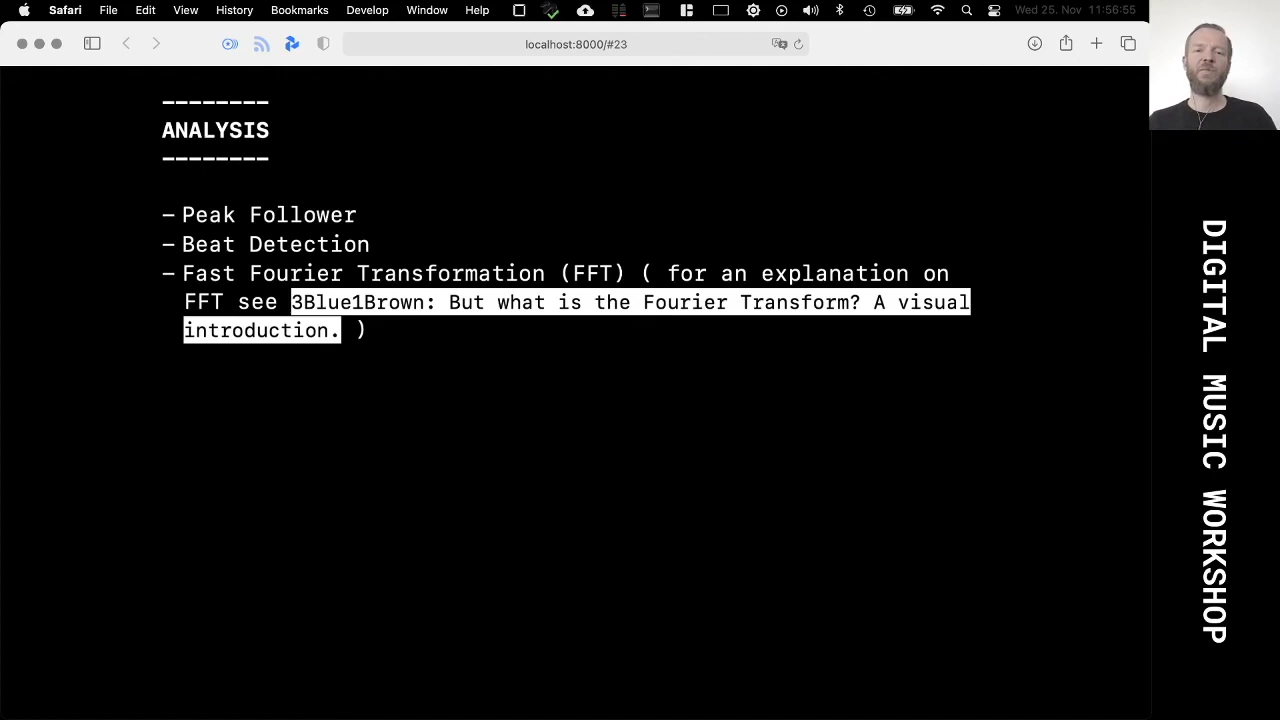 Safari File Edit View History Bookmarks Develop Window Help Wed 25. Nov 11:56:55
localhost:8000/#23
--------
ANALYSIS
--------
– Peak Follower
– Beat Detection
– Fast Fourier Transformation (FFT) ( for an explanation on
FFT see 3Blue1Brown: But what is the Fourier Transform? A visual
introduction. )
DIGITAL MUSIC WORKSHOP